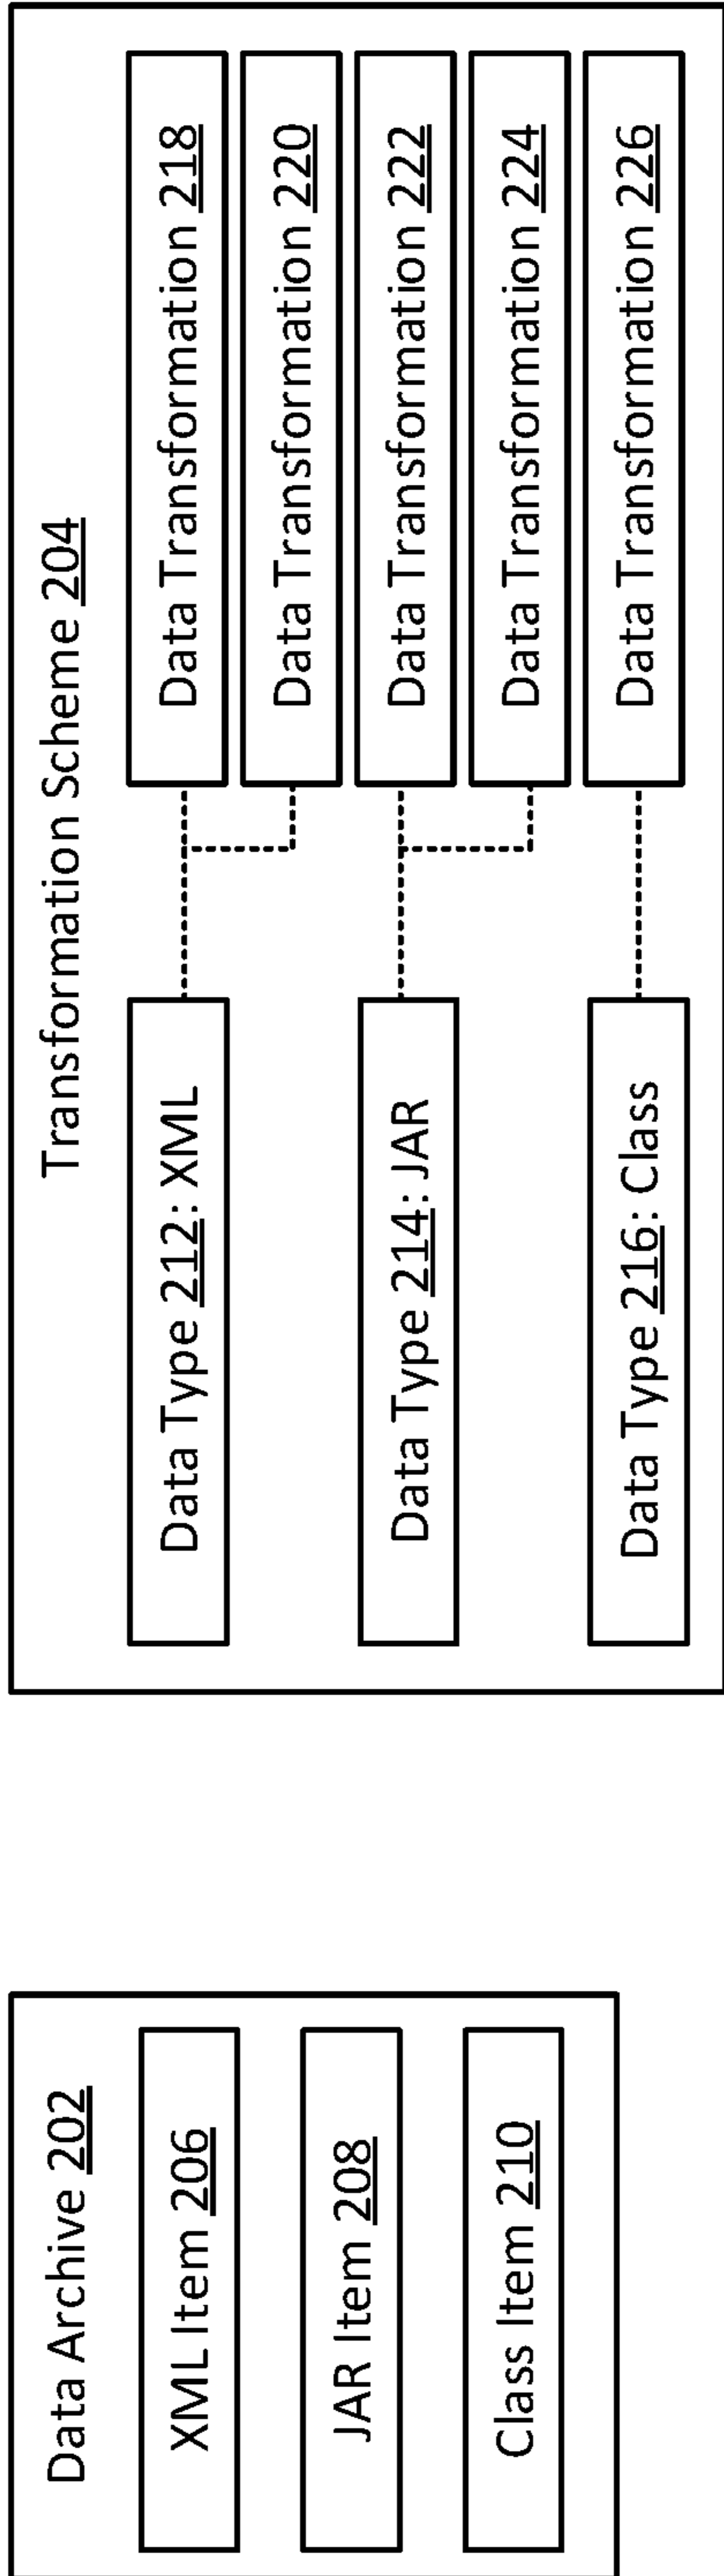 Data Archive 202
XML Item 206
JAR Item 208
Class Item 210
Transformation Scheme 204
Data Type 212: XML
Data Type 214: JAR
Data Type 216: Class
Data Transformation 218
Data Transformation 220
Data Transformation 222
Data Transformation 224
Data Transformation 226